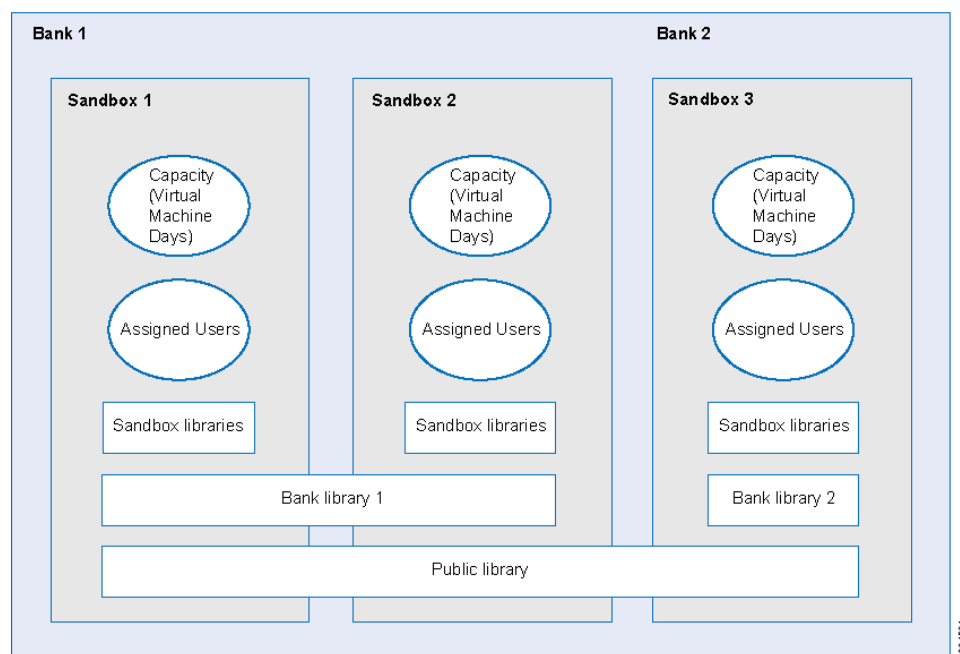 Bank 1
Bank 2
Sandbox 1
Sandbox 2
Sandbox 3
Capacity
(Virtual
Machine
Days)
Capacity
(Virtual
Machine
Days)
Capacity
(Virtual
Machine
Days)
Assigned Users
Assigned Users
Assigned Users
Sandbox libraries
Sandbox libraries
Sandbox libraries
Bank library 1
Bank library 2
Public library